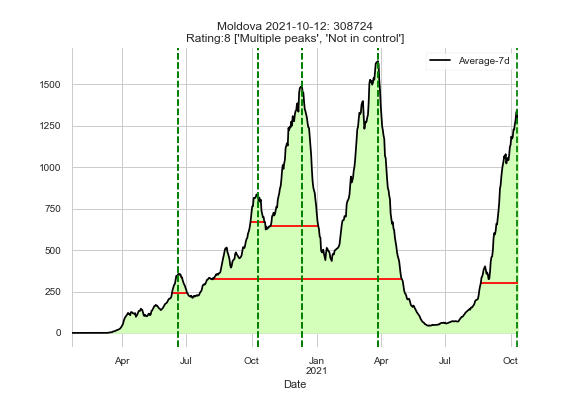 Moldova 2021-10-12: 308724
Rating:8 ['Multiple peaks', 'Not in control']
Average-7d
1500
1250
1000
750
500
250
0
Apr Jul Oct Jan Apr Jul Oct
2021
Date